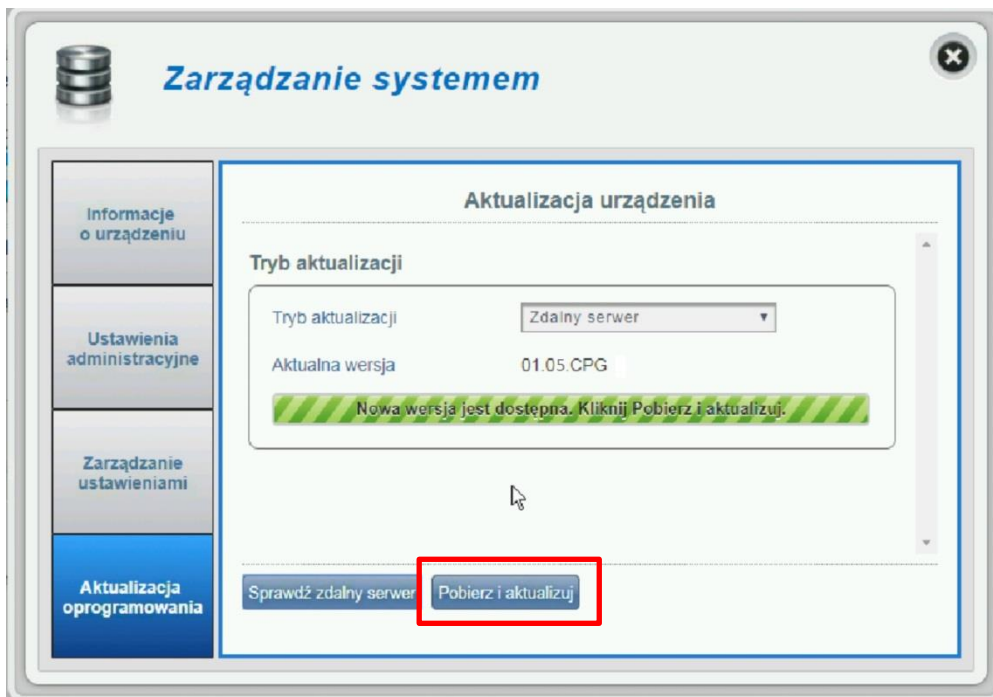 Zarządzanie systemem
Informacje
o urządzeniu
Ustawienia
administracyjne
Zarządzanie
ustawieniami
Aktualizacja
oprogramowania
Aktualizacja urządzenia
Tryb aktualizacji
Tryb aktualizacji
Zdalny serwer
Aktualna wersja
01.05.CPG
Nowa wersja jest dostępna. Kliknij Pobierz i aktualizuj.
Sprawdź zdalny serwer
Pobierz i aktualizuj